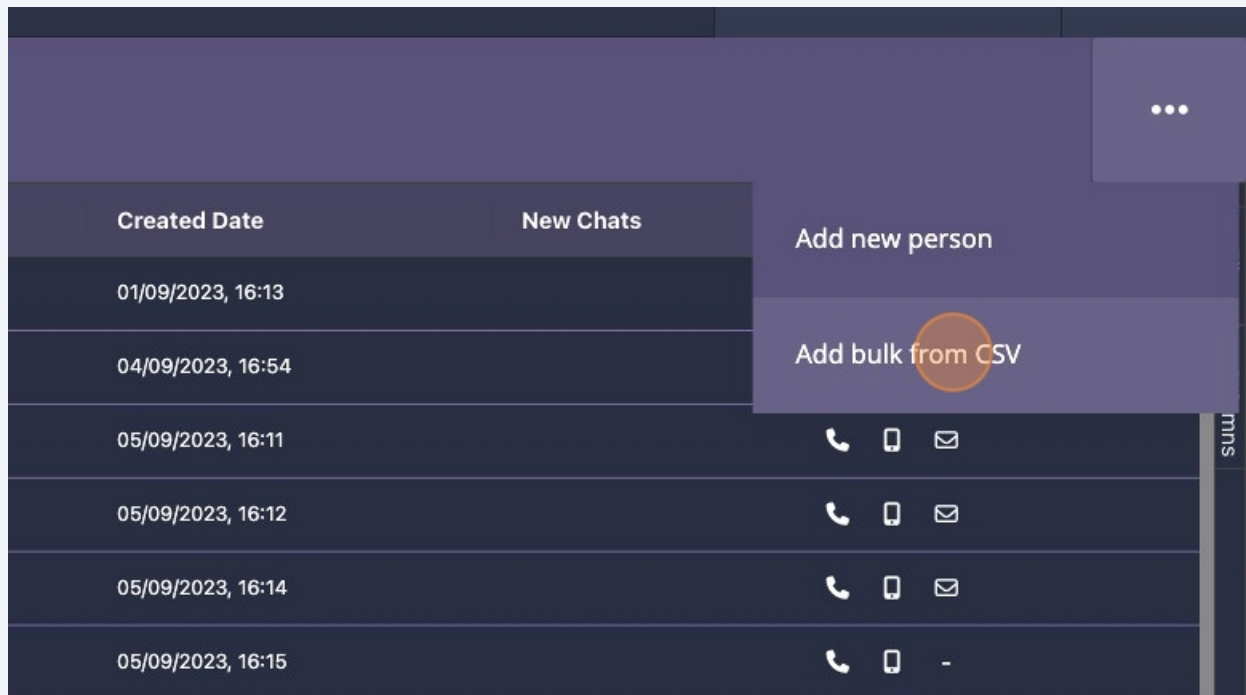 Created Date
New Chats
Add new person
01/09/2023, 16:13
Add bulk from CSV
04/09/2023, 16:54
05/09/2023, 16:11
mns
05/09/2023, 16:12
05/09/2023, 16:14
05/09/2023, 16:15
-